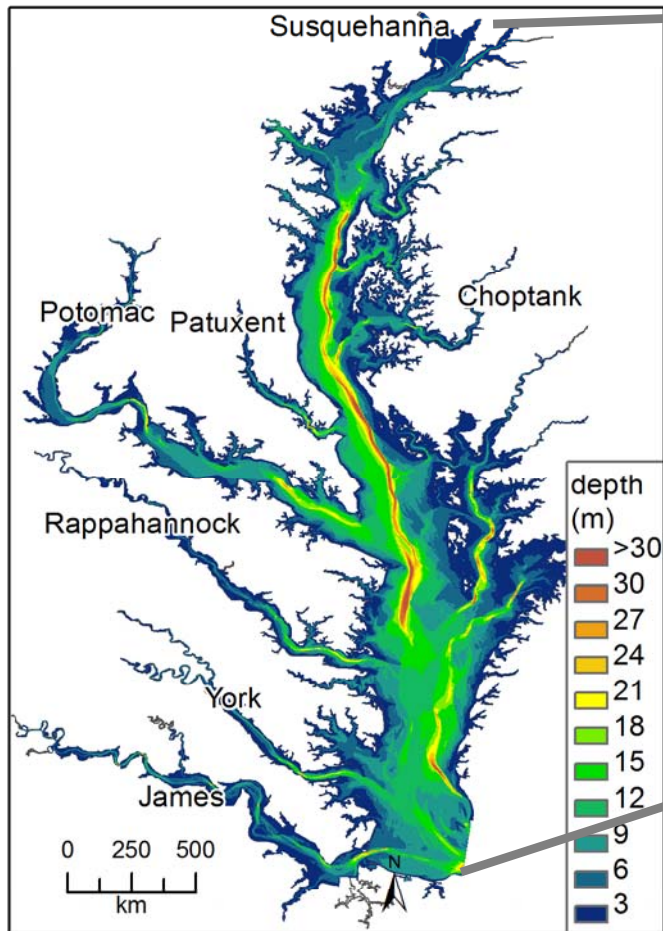 Susquehanna
Choptank
Potomac
Patuxent
Rappahannock
York
James
0 250 500
km
N
depth
(m)
>30
30
27
24
21
18
15
12
9
6
3